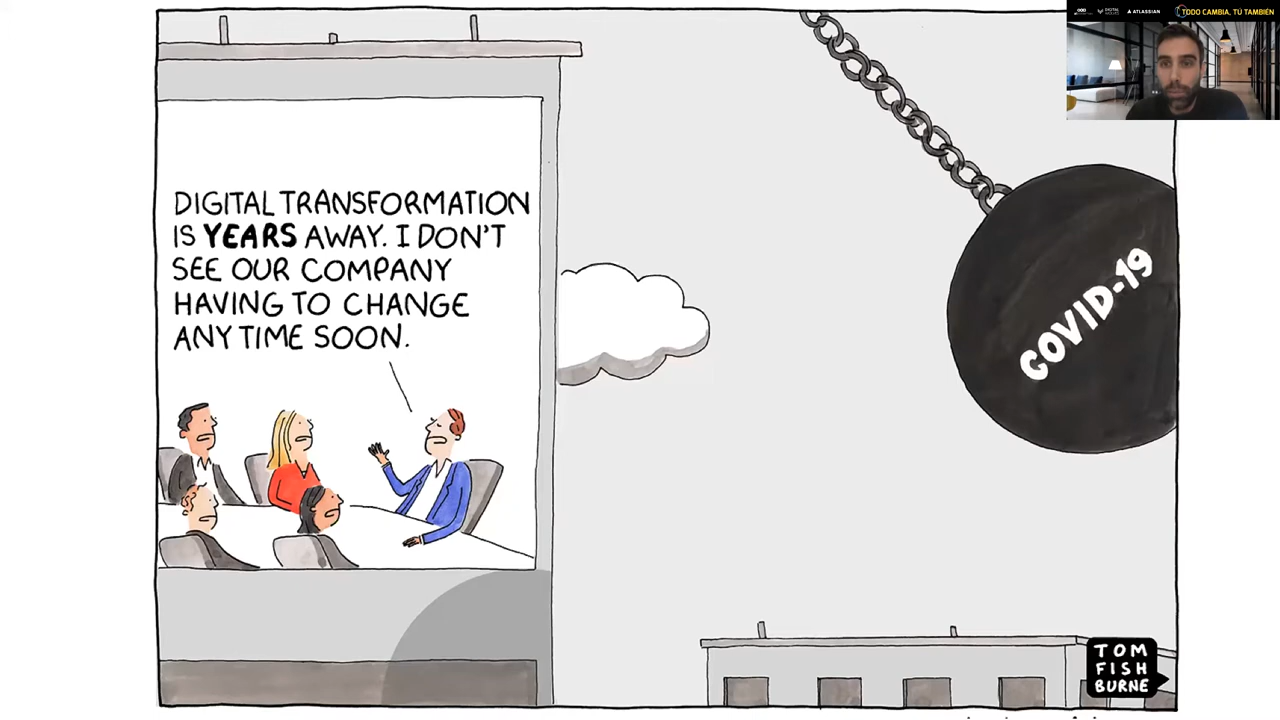 DIGITAL TRANSFORMATION
IS YEARS AWAY. I DON'T
SEE OUR COMPANY
HAVING TO CHANGE
ANY TIME SOON.
COVID-19
TOM
FISH
BURNE
ATLASSIAN
TODO CAMBIA, TÚ TAMBIÉN